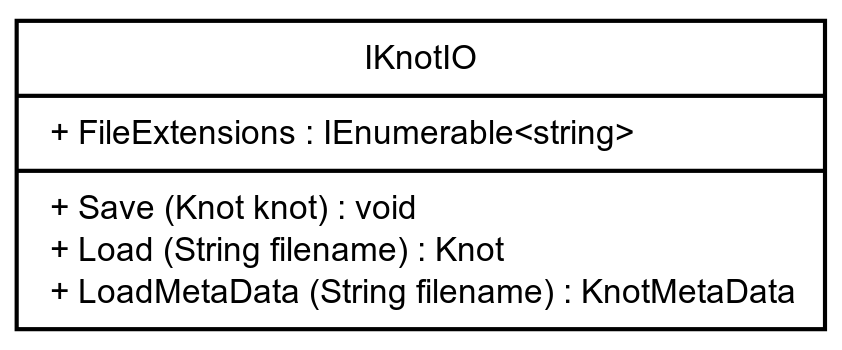 IKnotIO
+ FileExtensions : IEnumerable<string>
+ Save (Knot knot) : void
+ Load (String filename) : Knot
+ LoadMetaData (String filename) : KnotMetaData